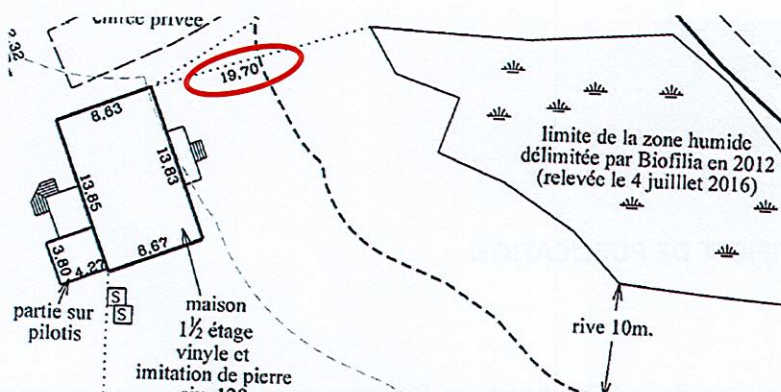 entrée privée
2.32
19.70
8.63
13.83
13.85
8.67
3.80
4.27
limite de la zone humide
délimitée par Biofilia en 2012
(relevée le 4 juilllet 2016)
S
S
partie sur
pilotis
maison
1½ étage
vinyle et
imitation de pierre
rive 10m.